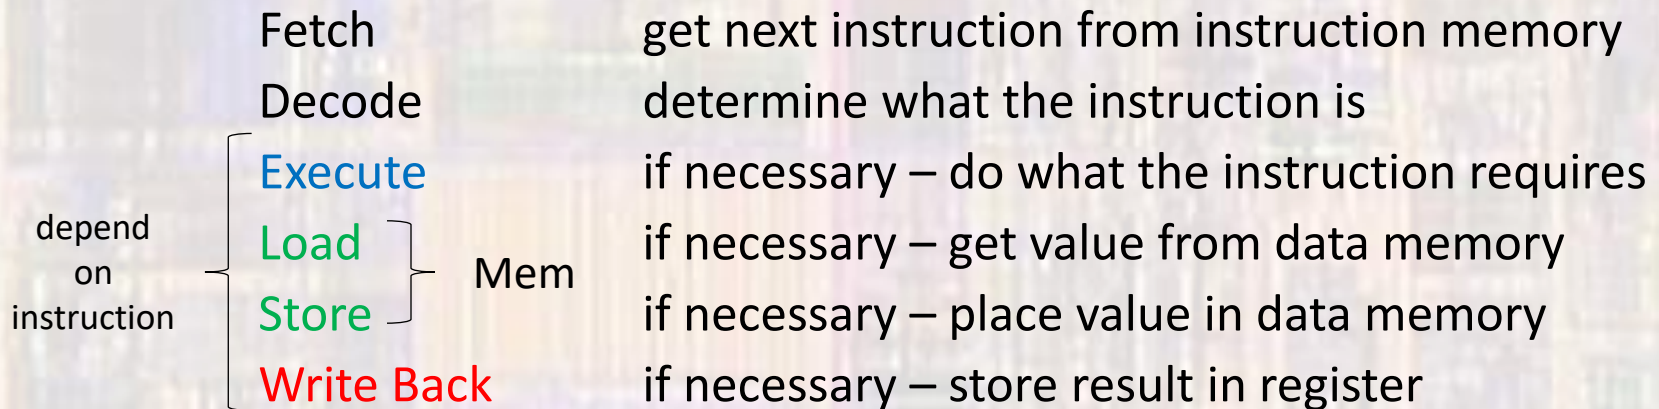 Fetch get next instruction from instruction memory
Decode determine what the instruction is
Execute if necessary – do what the instruction requires
depend
on
instruction
Load if necessary – get value from data memory
Mem
Store if necessary – place value in data memory
Write Back if necessary – store result in register